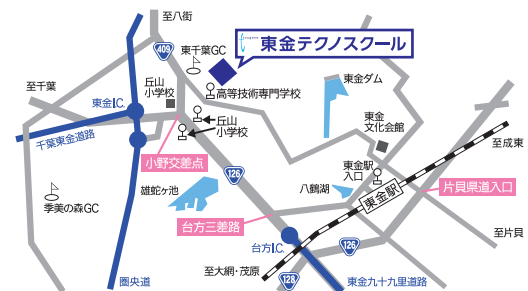 至八街
409
東千葉GC
東金テクノスクール
至千葉
東金I.C.
丘山
小学校
高等技術専門学校
東金ダム
千葉東金道路
丘山
小学校
東金
文化会館
小野交差点
126
東金駅
入口
至成東
季美の森GC
雄蛇ヶ池
八鶴湖
東金駅
片貝県道入口
台方三差路
台方I.C.
126
至片貝
圏央道
至大網・茂原
128
東金九十九里道路